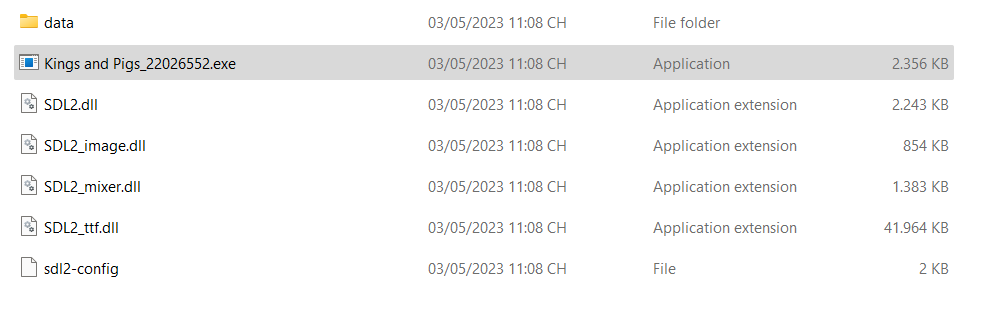 data 03/05/2023 11:08 CH File folder
Kings and Pigs_22026552.exe 03/05/2023 11:08 CH Application 2.356 KB
SDL2.dll 03/05/2023 11:08 CH Application extension 2.243 KB
SDL2_image.dll 03/05/2023 11:08 CH Application extension 854 KB
SDL2_mixer.dll 03/05/2023 11:08 CH Application extension 1.383 KB
SDL2_ttf.dll 03/05/2023 11:08 CH Application extension 41.964 KB
sdl2-config 03/05/2023 11:08 CH File 2 KB